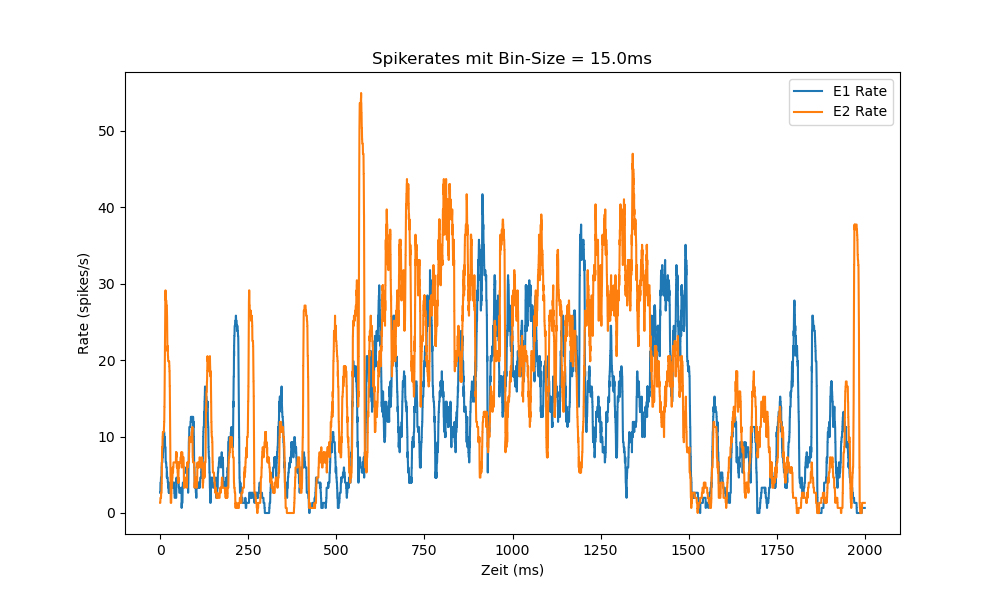 Spikerates mit Bin-Size = 15.0ms
E1 Rate
E2 Rate
Rate (spikes/s)
50
40
30
20
10
0
0 250 500 750 1000 1250 1500 1750 2000
Zeit (ms)